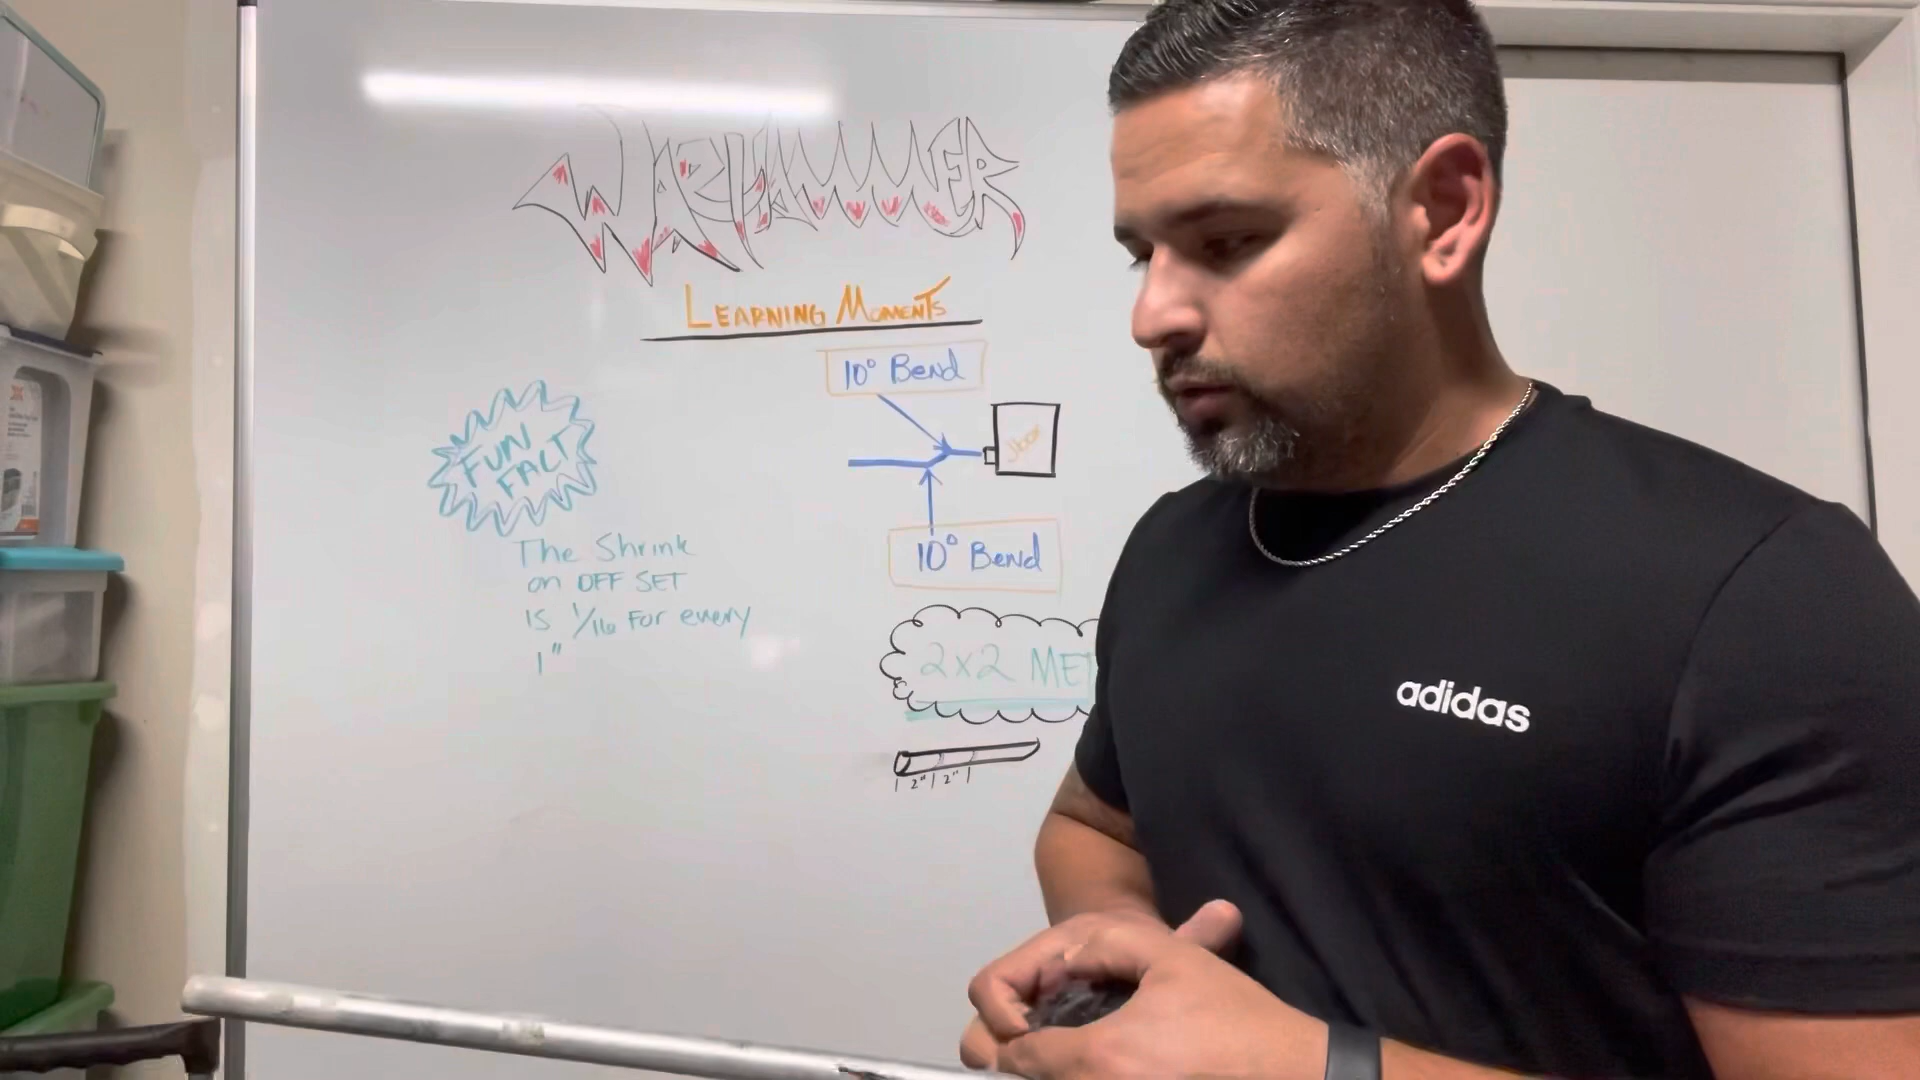 WARHAMMER
LEARNING MOMENTS
10° Bend
Jbox
FUN
FACT
10° Bend
The Shrink
on OFF SET
IS 1/16 For every
1"
2x2 MET
2" 2"
adidas